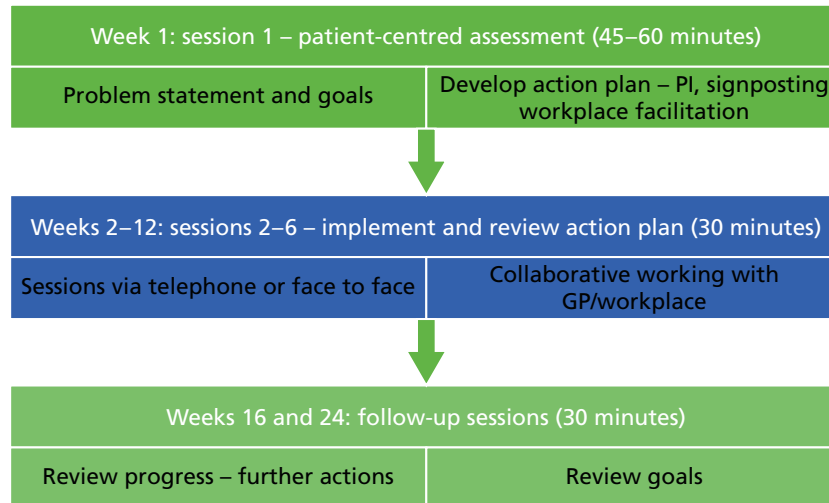 Week 1: session 1 – patient-centred assessment (45–60 minutes)
Problem statement and goals
Develop action plan – PI, signposting
workplace facilitation
Weeks 2–12: sessions 2–6 – implement and review action plan (30 minutes)
Sessions via telephone or face to face
Collaborative working with
GP/workplace
Weeks 16 and 24: follow-up sessions (30 minutes)
Review progress – further actions
Review goals